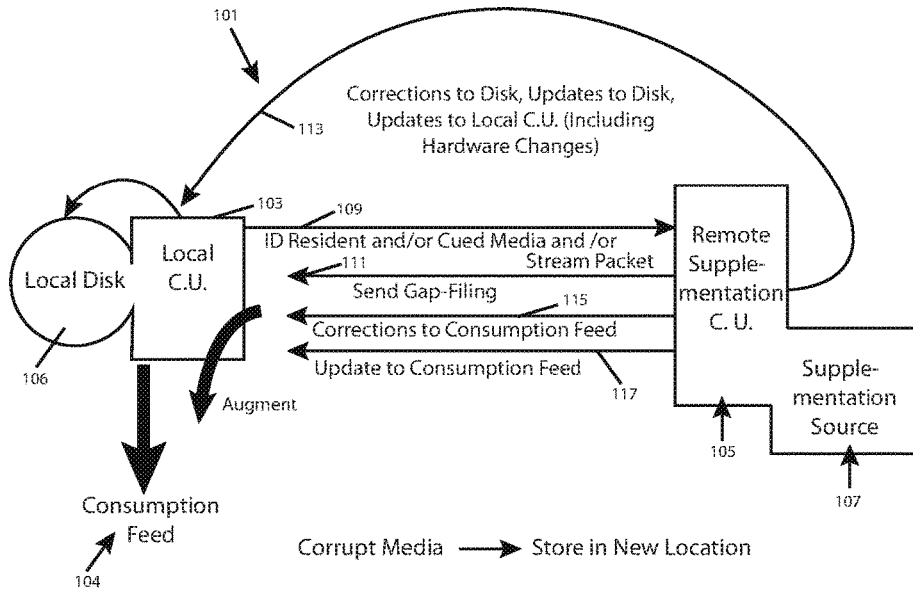 101
Corrections to Disk, Updates to Disk,
Updates to Local C.U. (Including
Hardware Changes)
113
103
109
Local Disk
Local
C.U.
ID Resident and/or Cued Media and /or
Stream Packet
111
Send Gap-Filing
115
Corrections to Consumption Feed
Update to Consumption Feed
117
Remote
Supple-
mentation
C. U.
Supple-
mentation
Source
106
Augment
105
107
Consumption
Feed
104
Corrupt Media
Store in New Location